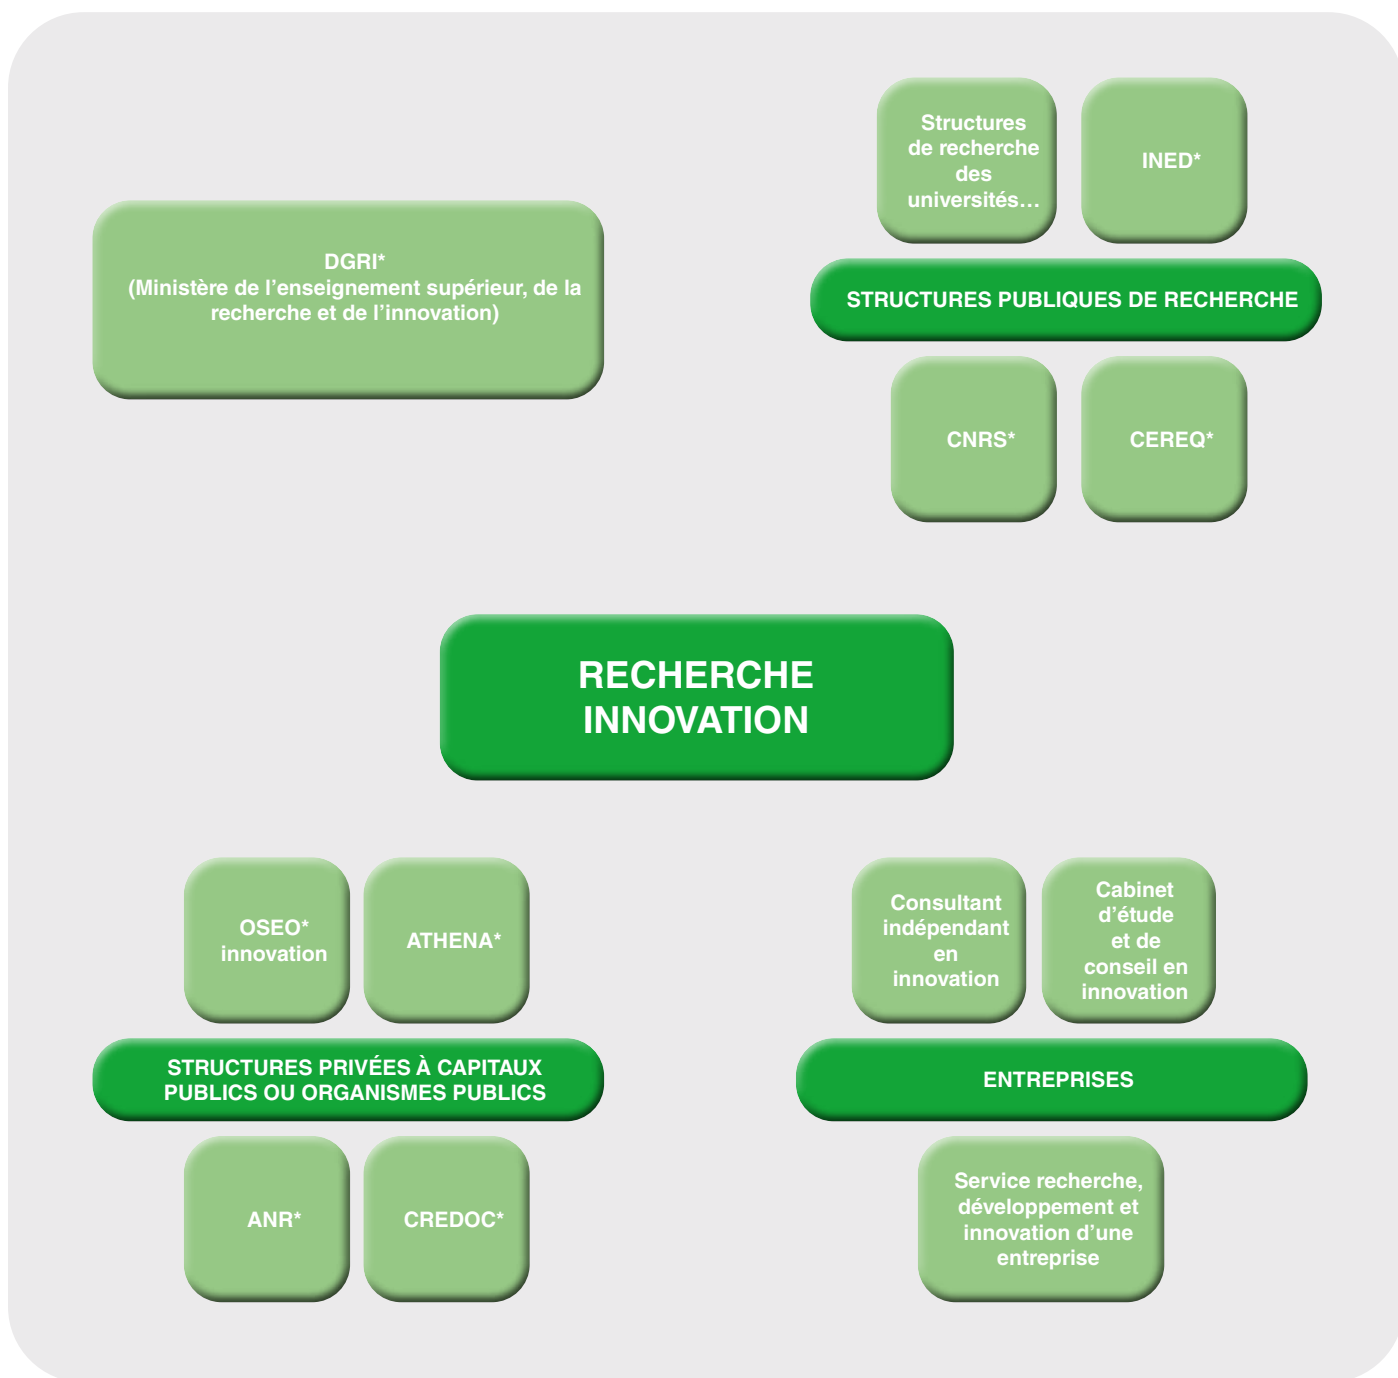 Structures
de recherche
des
universités…
INED*
DGRI*
(Ministère de l’enseignement supérieur, de la
recherche et de l’innovation)
STRUCTURES PUBLIQUES DE RECHERCHE
CNRS*
CEREQ*
RECHERCHE
INNOVATION
OSEO*
innovation
ATHENA*
Consultant
indépendant
en
innovation
Cabinet
d’étude
et de
conseil en
innovation
STRUCTURES PRIVÉES À CAPITAUX
PUBLICS OU ORGANISMES PUBLICS
ENTREPRISES
ANR*
CREDOC*
Service recherche,
développement et
innovation d’une
entreprise